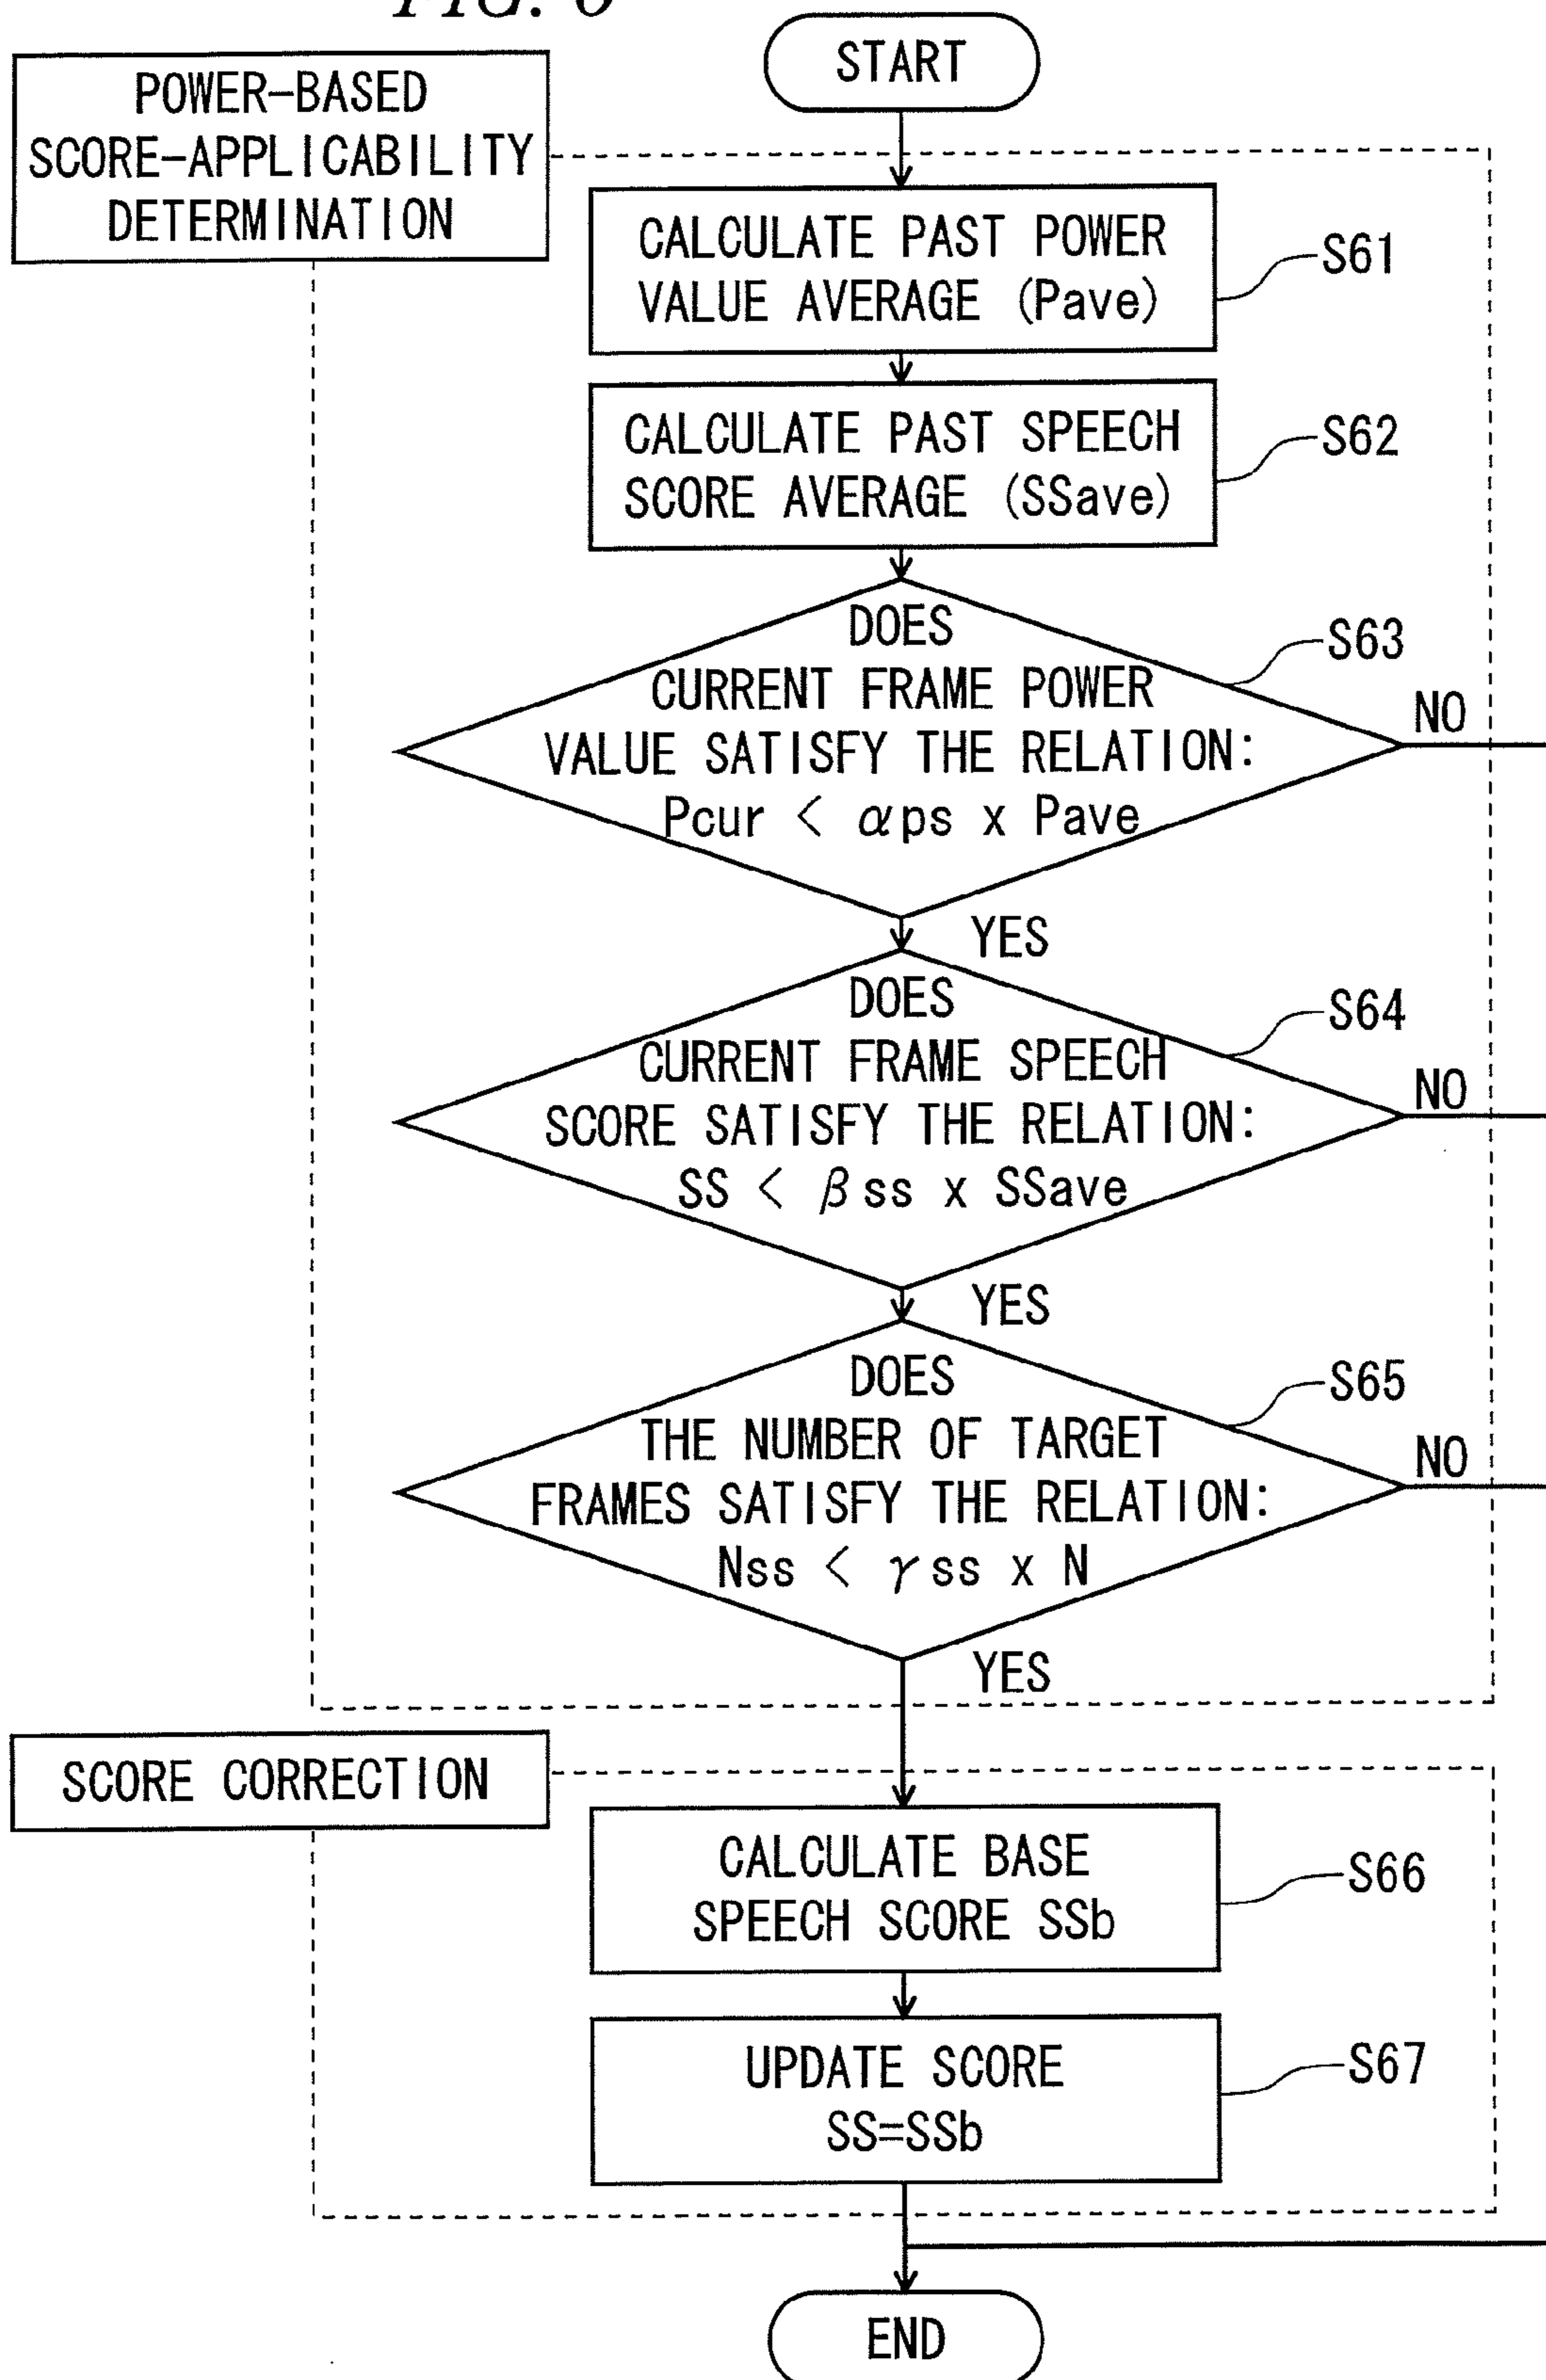 FIG. 6
START
POWER-BASED
SCORE-APPLICABILITY
DETERMINATION
CALCULATE PAST POWER
VALUE AVERAGE (Pave)
S61
CALCULATE PAST SPEECH
SCORE AVERAGE (SSave)
S62
DOES
CURRENT FRAME POWER
VALUE SATISFY THE RELATION:
Pcur < αps x Pave
S63
NO
YES
DOES
CURRENT FRAME SPEECH
SCORE SATISFY THE RELATION:
SS < βss x SSave
S64
NO
YES
DOES
THE NUMBER OF TARGET
FRAMES SATISFY THE RELATION:
Nss < γss x N
S65
NO
YES
SCORE CORRECTION
CALCULATE BASE
SPEECH SCORE SSb
S66
UPDATE SCORE
SS=SSb
S67
END